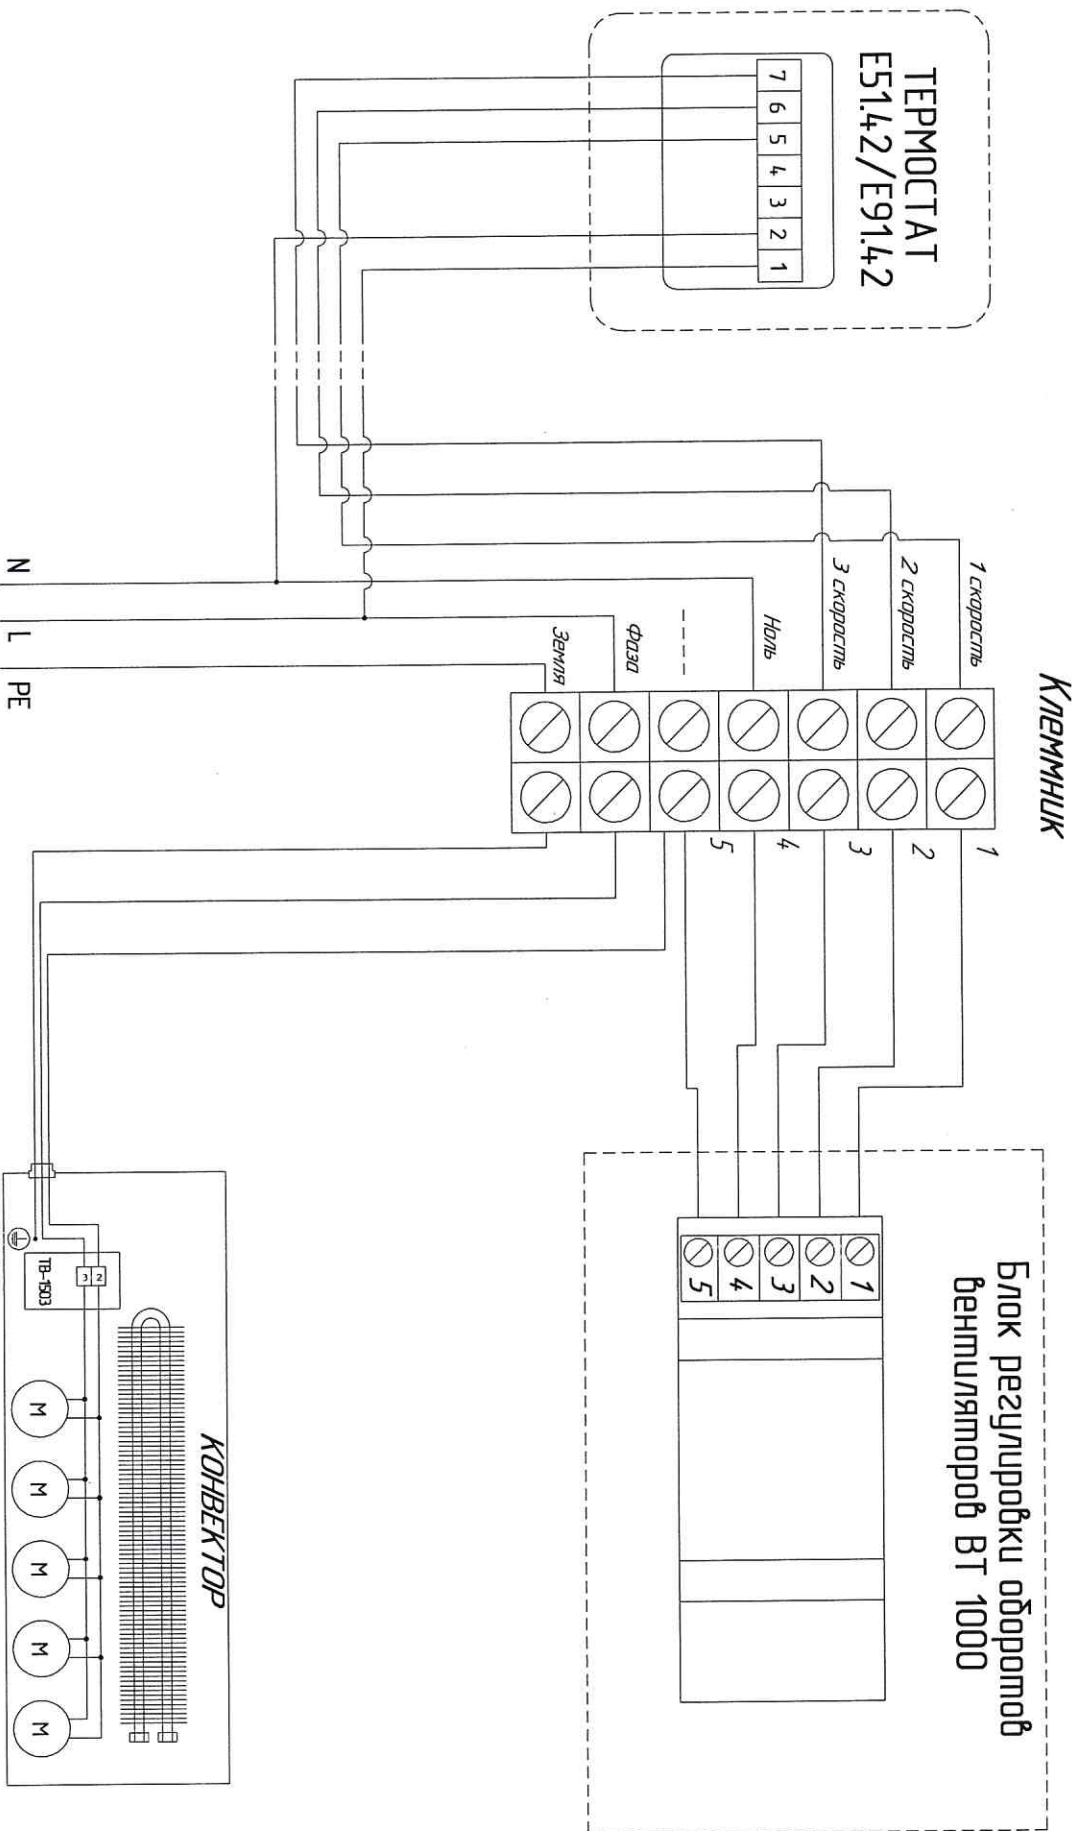 ТЕРМОСТАТ
E51.42/E91.42
7
6
5
4
3
2
1
Клеммник
1 скорость
2 скорость
3 скорость
Ноль
-----
Фаза
Земля
N
L
PE
1
2
3
4
5
Блок регулировки оборотов
вентиляторов ВТ 1000
1
2
3
4
5
КОНВЕКТОР
ТВ-1503
3 2
М
М
М
М
М